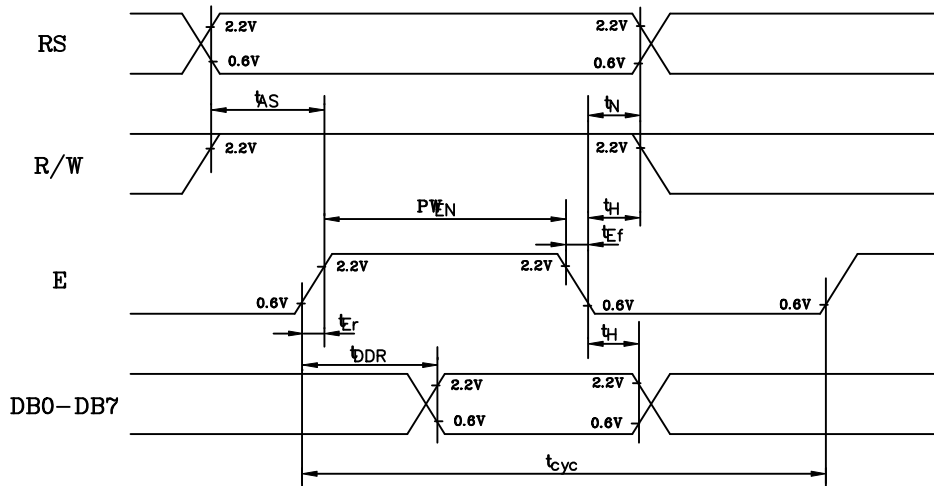 RS
2.2V
2.2V
0.6V
0.6V
tAS
tN
R/W
2.2V
2.2V
PWEN
tH
tEf
E
2.2V
2.2V
0.6V
0.6V
0.6V
tEr
tH
tDDR
DB0-DB7
2.2V
2.2V
0.6V
0.6V
tcyc